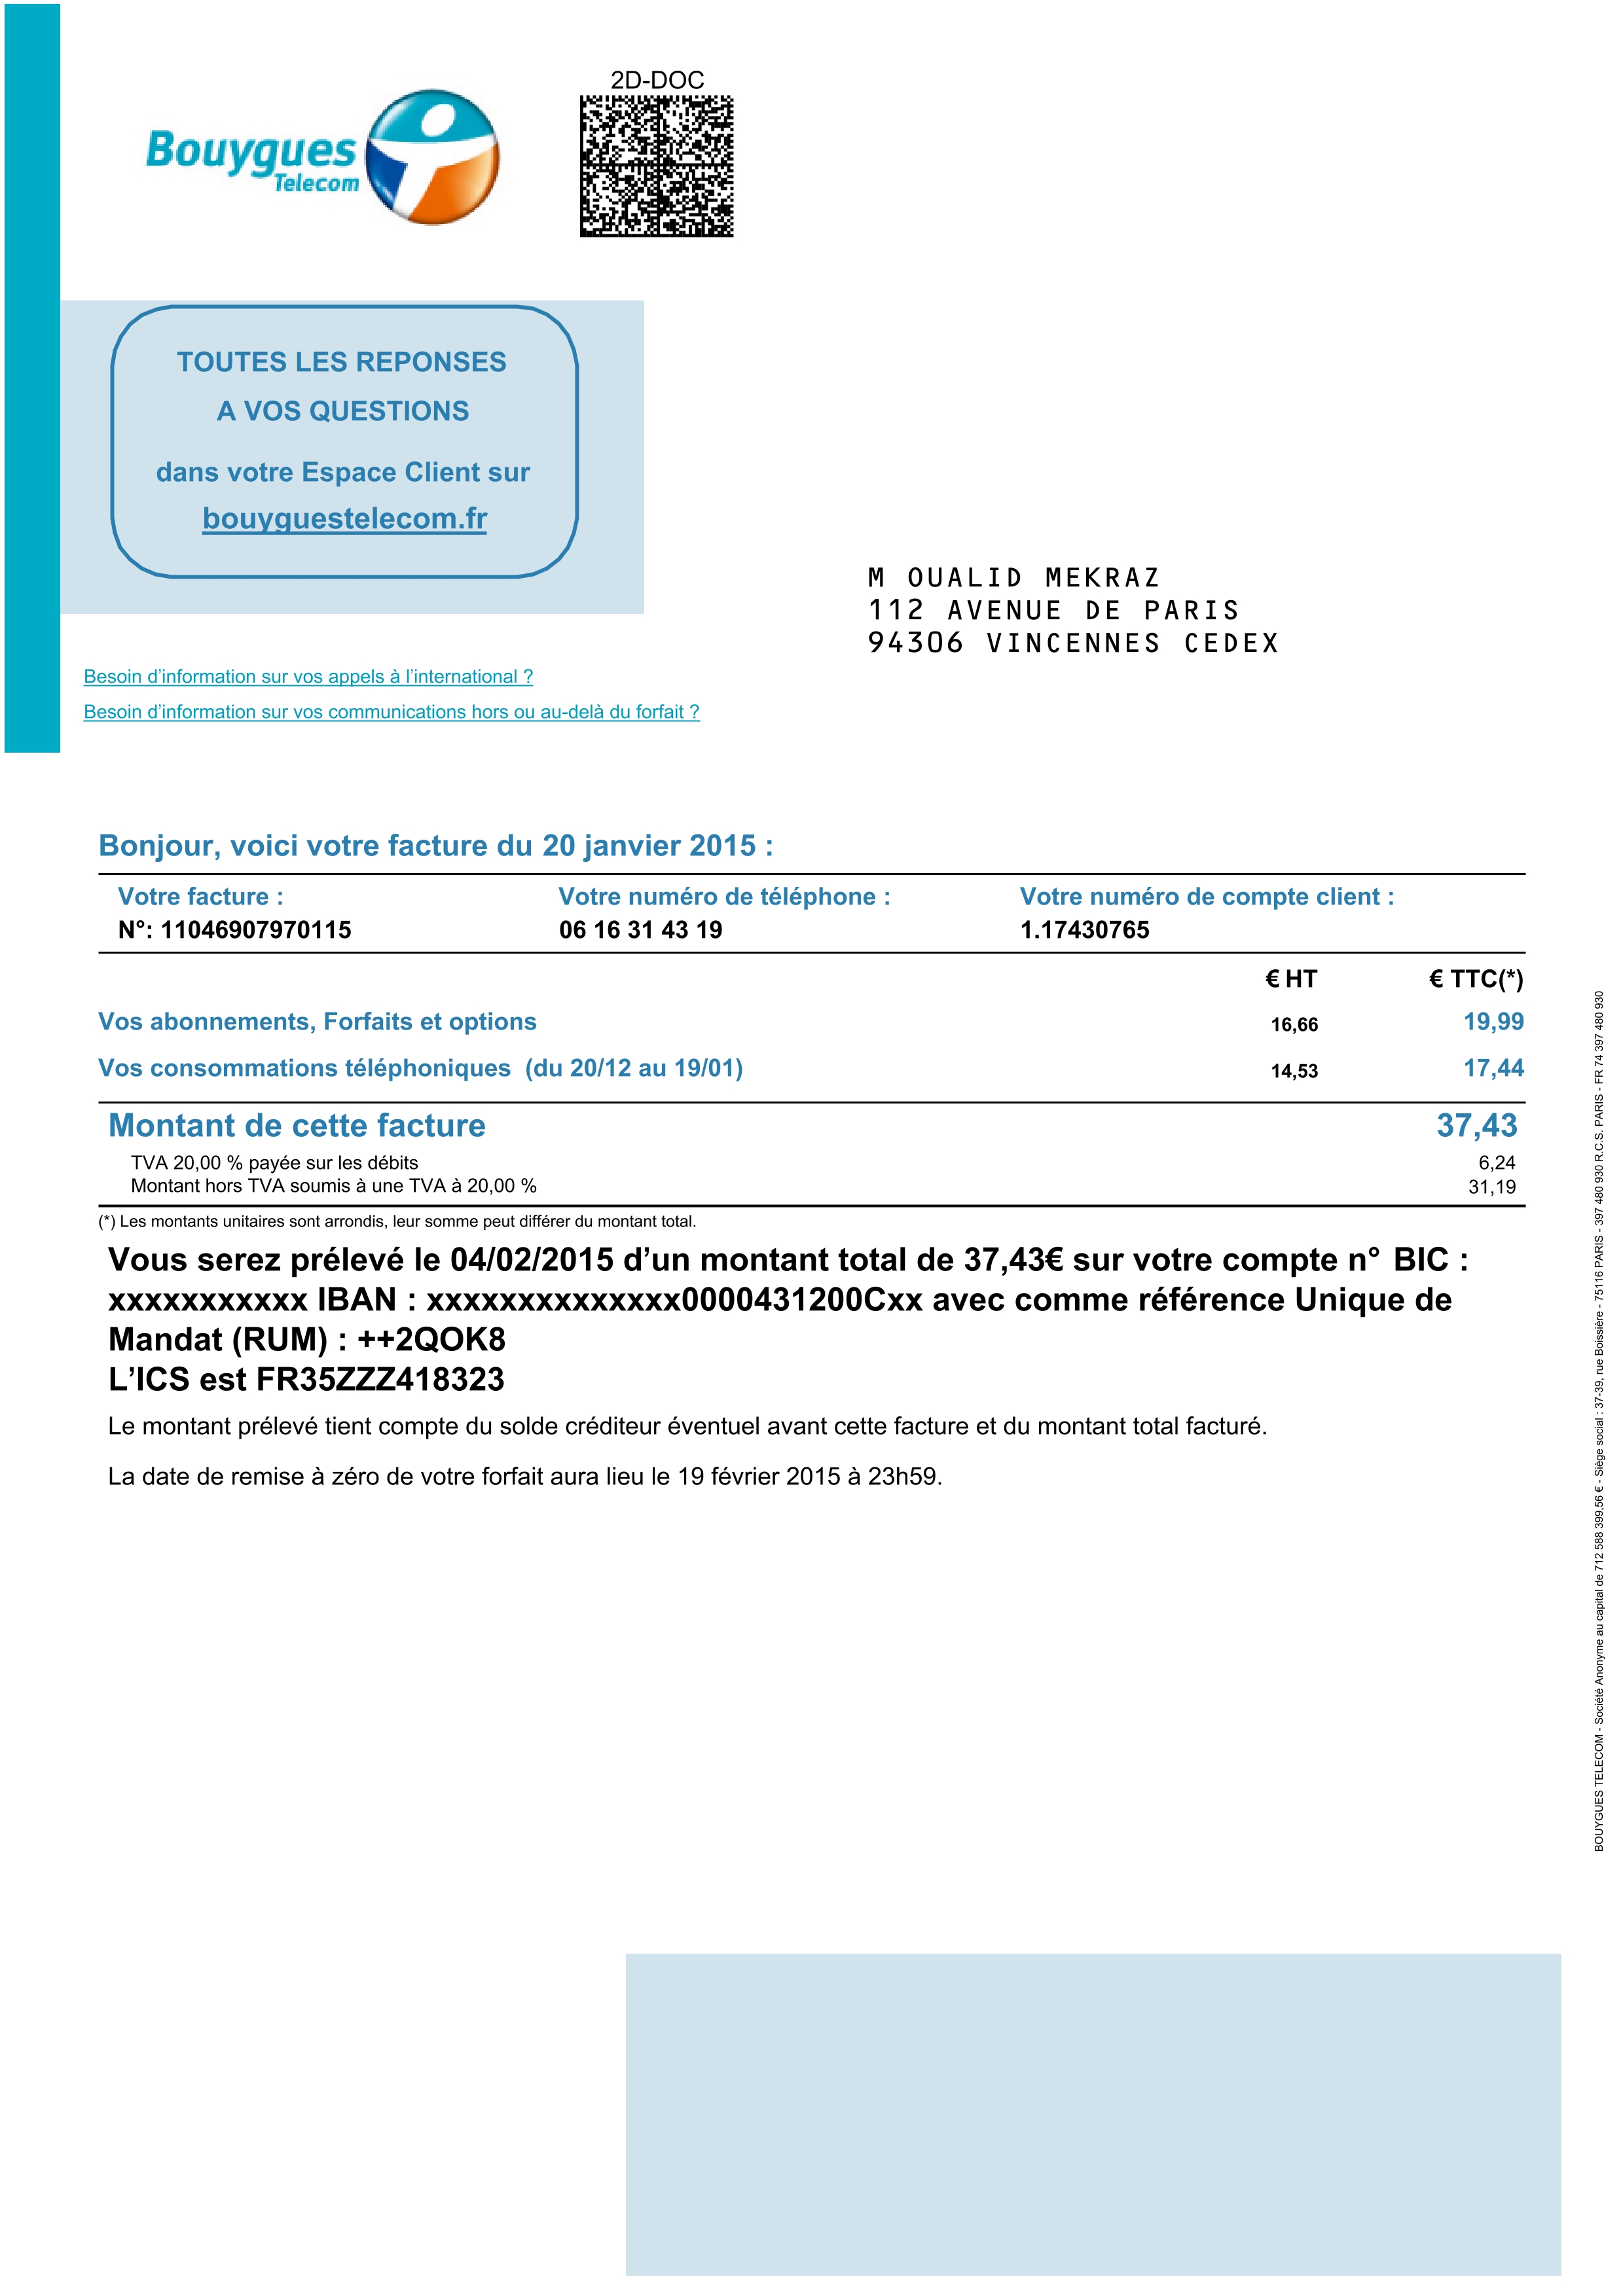 2D-DOC
Bouygues
Telecom
TOUTES LES REPONSES
A VOS QUESTIONS
dans votre Espace Client sur
bouyguestelecom.fr
M OUALID MEKRAZ
112 AVENUE DE PARIS
94306 VINCENNES CEDEX
Besoin d’information sur vos appels à l’international ?
Besoin d’information sur vos communications hors ou au-delà du forfait ?
Bonjour, voici votre facture du 20 janvier 2015 :
Votre facture : Votre numéro de téléphone : Votre numéro de compte client :
N°: 11046907970115 06 16 31 43 19 1.17430765
€ HT € TTC(*)
Vos abonnements, Forfaits et options 16,66 19,99
Vos consommations téléphoniques (du 20/12 au 19/01) 14,53 17,44
Montant de cette facture 37,43
TVA 20,00 % payée sur les débits 6,24
Montant hors TVA soumis à une TVA à 20,00 % 31,19
(*) Les montants unitaires sont arrondis, leur somme peut différer du montant total.
Vous serez prélevé le 04/02/2015 d’un montant total de 37,43€ sur votre compte n° BIC :
xxxxxxxxxxx IBAN : xxxxxxxxxxxxxx0000431200Cxx avec comme référence Unique de
Mandat (RUM) : ++2QOK8
L’ICS est FR35ZZZ418323
Le montant prélevé tient compte du solde créditeur éventuel avant cette facture et du montant total facturé.
La date de remise à zéro de votre forfait aura lieu le 19 février 2015 à 23h59.
BOUYGUES TELECOM - Société Anonyme au capital de 712 588 399,56 € - Siège social : 37-39, rue Boissière - 75116 PARIS - 397 480 930 R.C.S. PARIS - FR 74 397 480 930